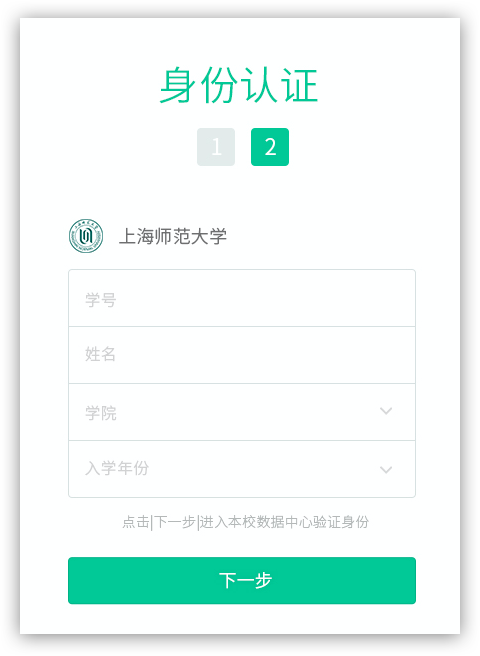 身份认证
1 2
上海师范大学
学号
姓名
学院
入学年份
点击|下一步|进入本校数据中心验证身份
下一步